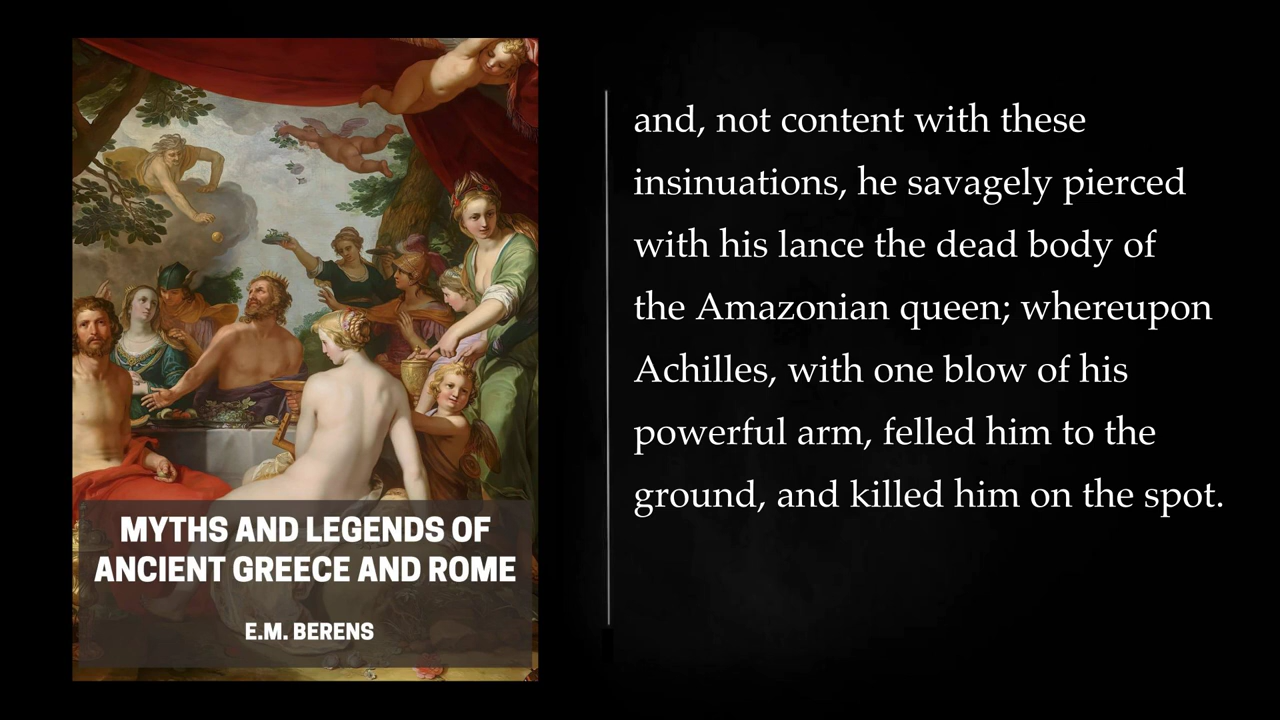 MYTHS AND LEGENDS OF
ANCIENT GREECE AND ROME
E.M. BERENS
and, not content with these
insinuations, he savagely pierced
with his lance the dead body of
the Amazonian queen; whereupon
Achilles, with one blow of his
powerful arm, felled him to the
ground, and killed him on the spot.